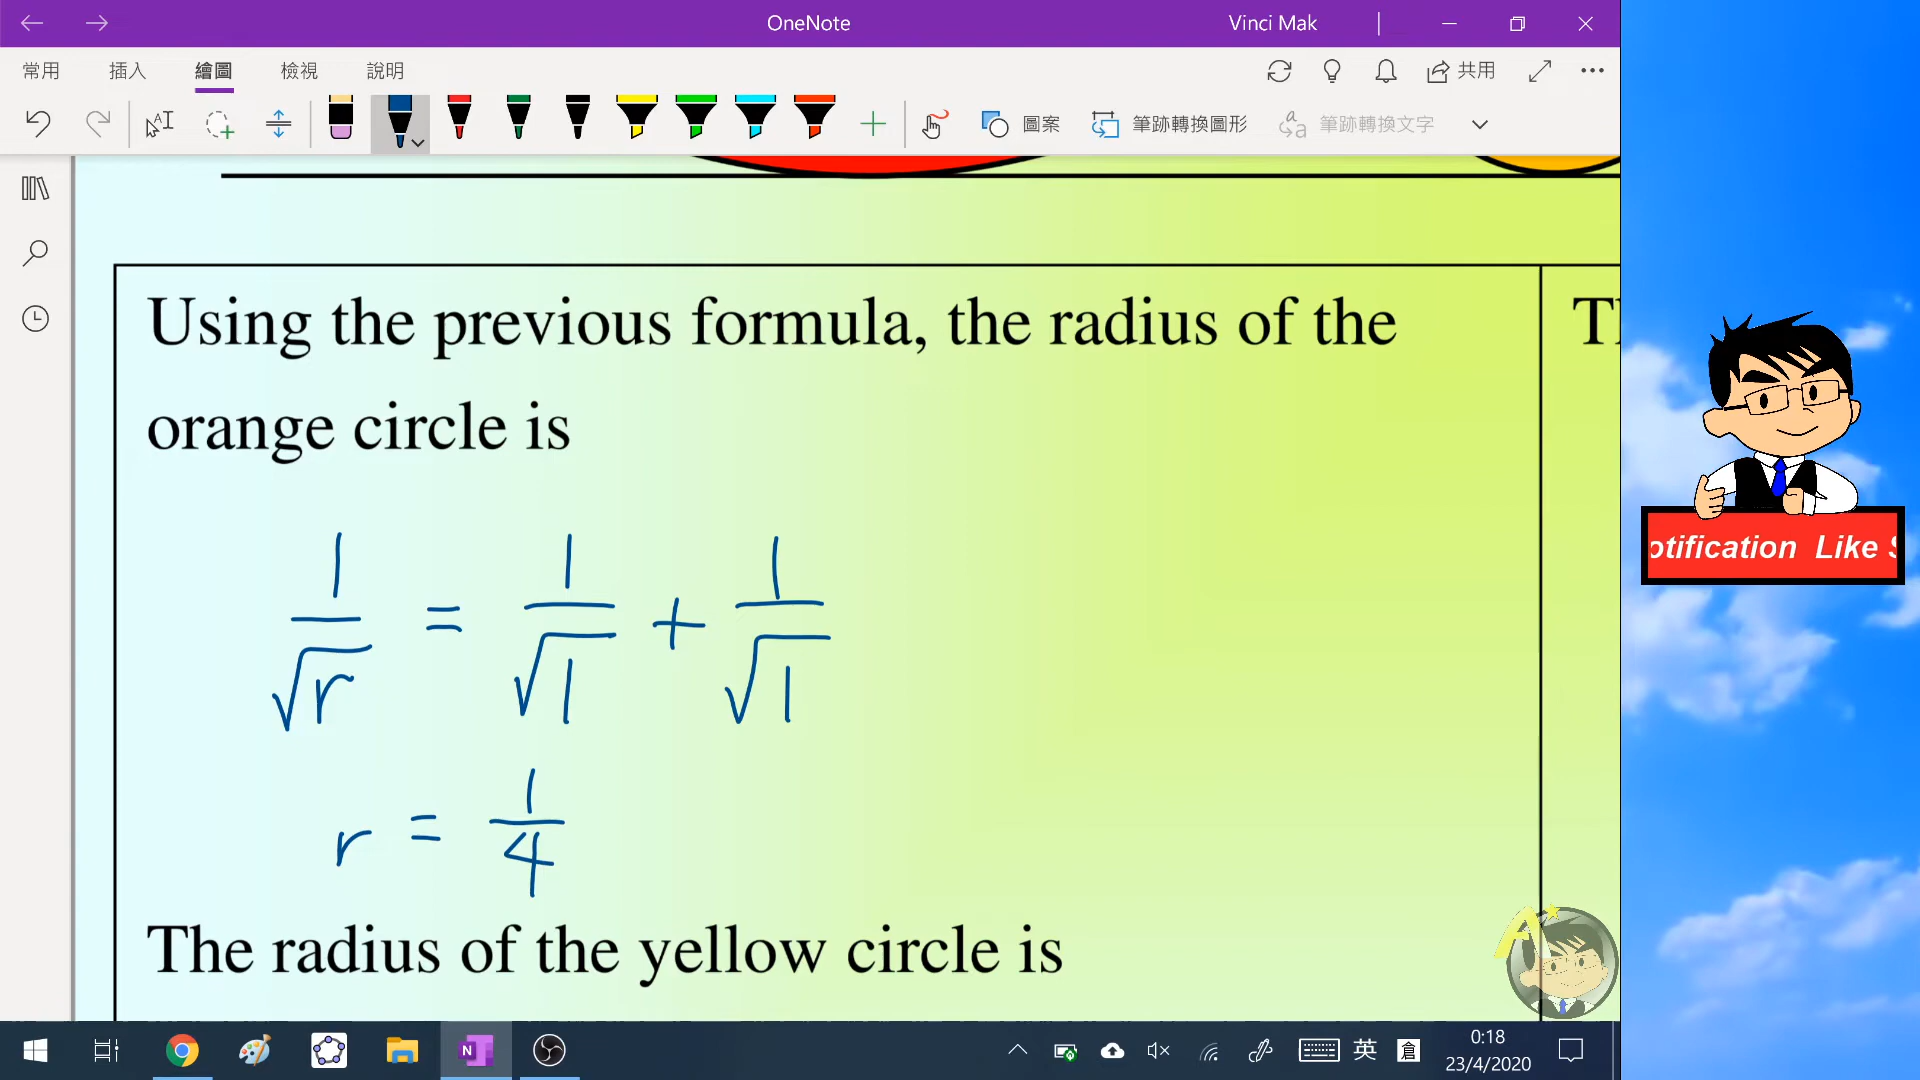 OneNote
Vinci Mak
常用 插入 繪圖 檢視 說明
共用
圖案 筆跡轉換圖形 筆跡轉換文字
Using the previous formula, the radius of the
orange circle is
1/√r = 1/√1 + 1/√1
r = 1/4
The radius of the yellow circle is
otification Like
英 倉
0:18
23/4/2020